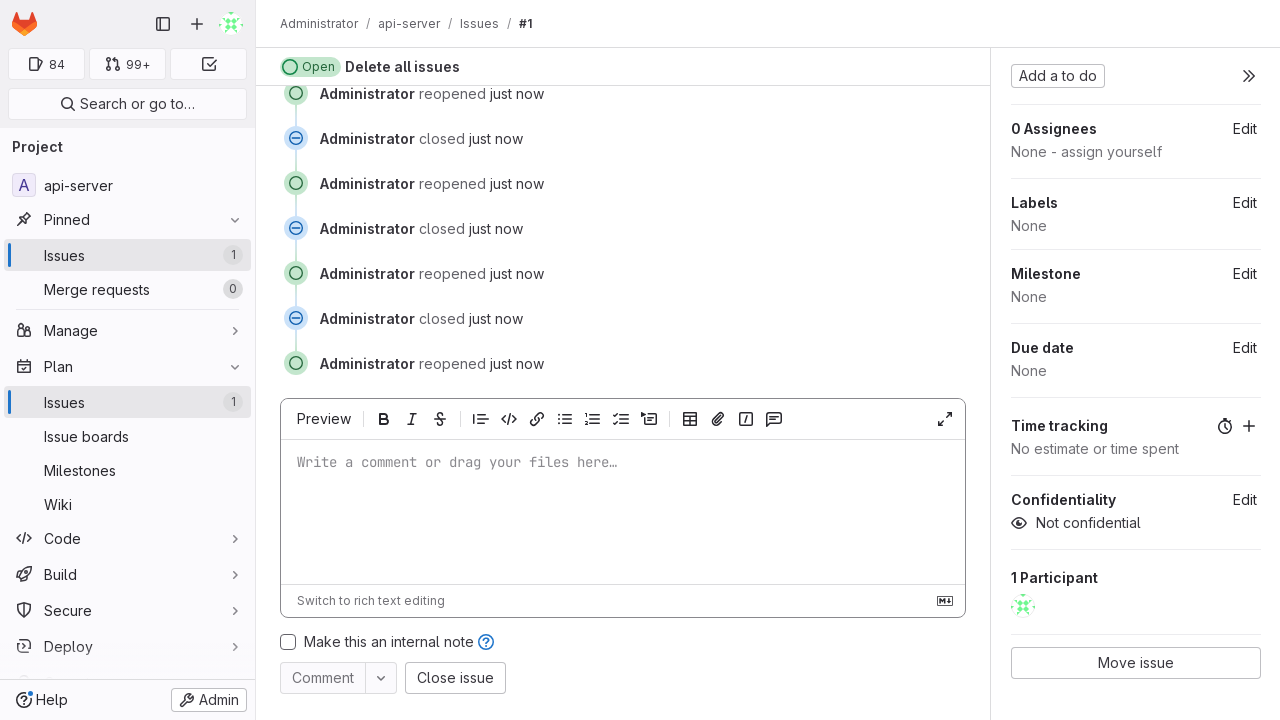 Administrator / api-server / Issues / #1
84
99+
Search or go to…
Project
A api-server
Pinned
Issues 1
Merge requests 0
Manage
Plan
Issues 1
Issue boards
Milestones
Wiki
Code
Build
Secure
Deploy
Help
Admin
Open Delete all issues
Administrator reopened just now
Administrator closed just now
Administrator reopened just now
Administrator closed just now
Administrator reopened just now
Administrator closed just now
Administrator reopened just now
Preview
Write a comment or drag your files here…
Switch to rich text editing
Make this an internal note
Comment
Close issue
Add a to do
0 Assignees Edit
None - assign yourself
Labels Edit
None
Milestone Edit
None
Due date Edit
None
Time tracking
No estimate or time spent
Confidentiality Edit
Not confidential
1 Participant
Move issue